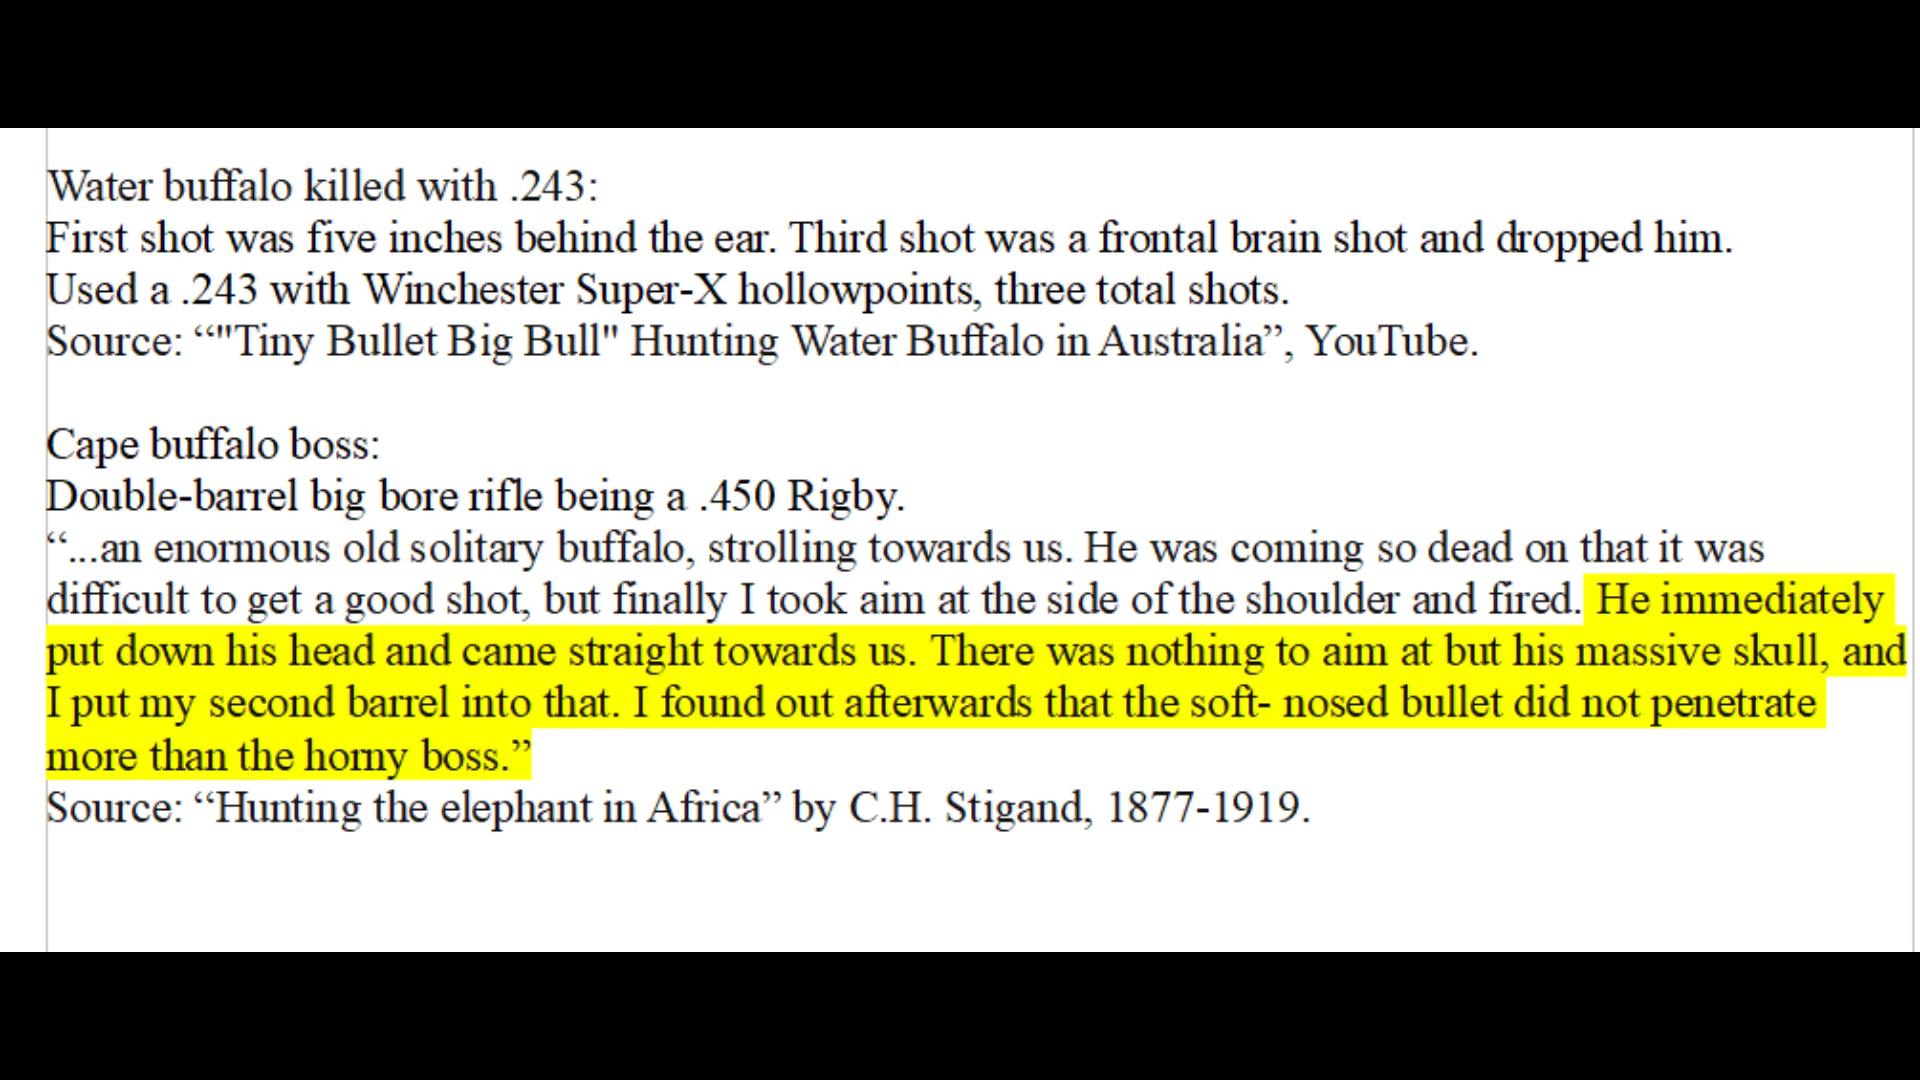 Water buffalo killed with .243:
First shot was five inches behind the ear. Third shot was a frontal brain shot and dropped him.
Used a .243 with Winchester Super-X hollowpoints, three total shots.
Source: “"Tiny Bullet Big Bull" Hunting Water Buffalo in Australia”, YouTube.
Cape buffalo boss:
Double-barrel big bore rifle being a .450 Rigby.
“...an enormous old solitary buffalo, strolling towards us. He was coming so dead on that it was
difficult to get a good shot, but finally I took aim at the side of the shoulder and fired. He immediately
put down his head and came straight towards us. There was nothing to aim at but his massive skull, and
I put my second barrel into that. I found out afterwards that the soft- nosed bullet did not penetrate
more than the horny boss.”
Source: “Hunting the elephant in Africa” by C.H. Stigand, 1877-1919.